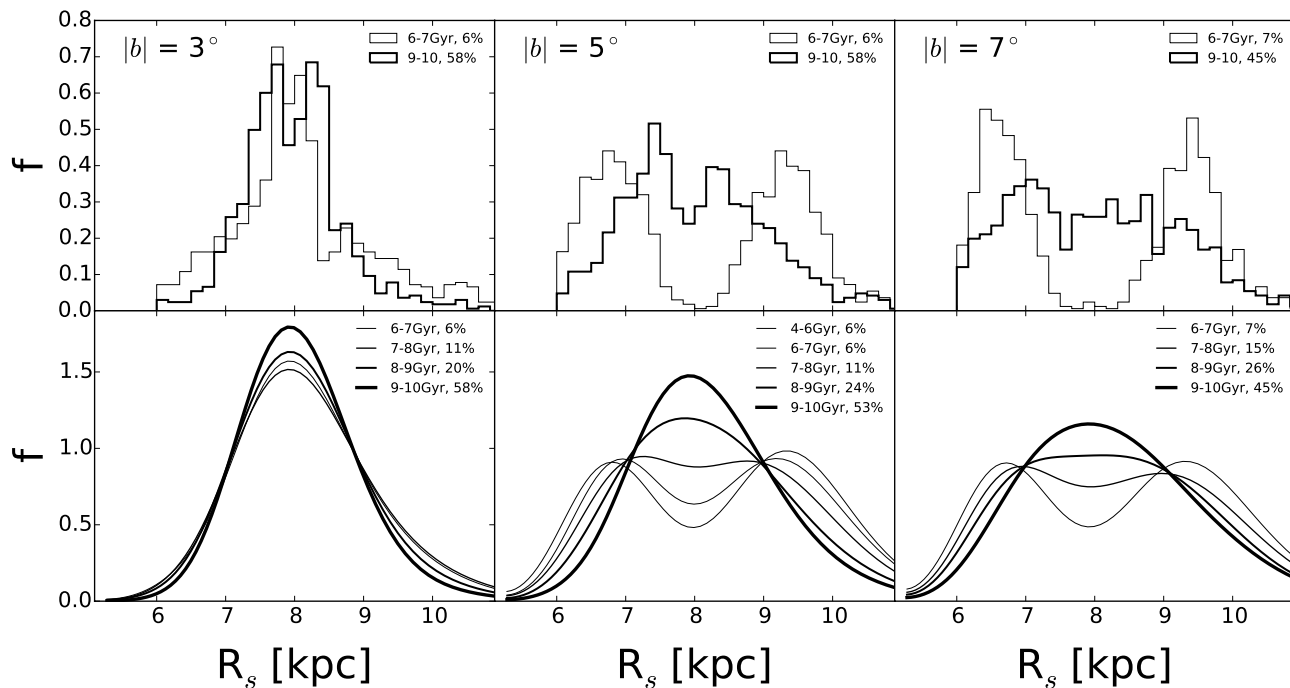 |b| = 3°
6-7Gyr, 6%
9-10, 58%
|b| = 5°
6-7Gyr, 6%
9-10, 58%
|b| = 7°
6-7Gyr, 7%
9-10, 45%
0.8
0.7
0.6
0.5
0.4
0.3
0.2
0.1
0.0
f
6-7Gyr, 6%
7-8Gyr, 11%
8-9Gyr, 20%
9-10Gyr, 58%
4-6Gyr, 6%
6-7Gyr, 6%
7-8Gyr, 11%
8-9Gyr, 24%
9-10Gyr, 53%
6-7Gyr, 7%
7-8Gyr, 15%
8-9Gyr, 26%
9-10Gyr, 45%
1.5
1.0
0.5
0.0
f
6 7 8 9 10
6 7 8 9 10
6 7 8 9 10
R_s [kpc]
R_s [kpc]
R_s [kpc]